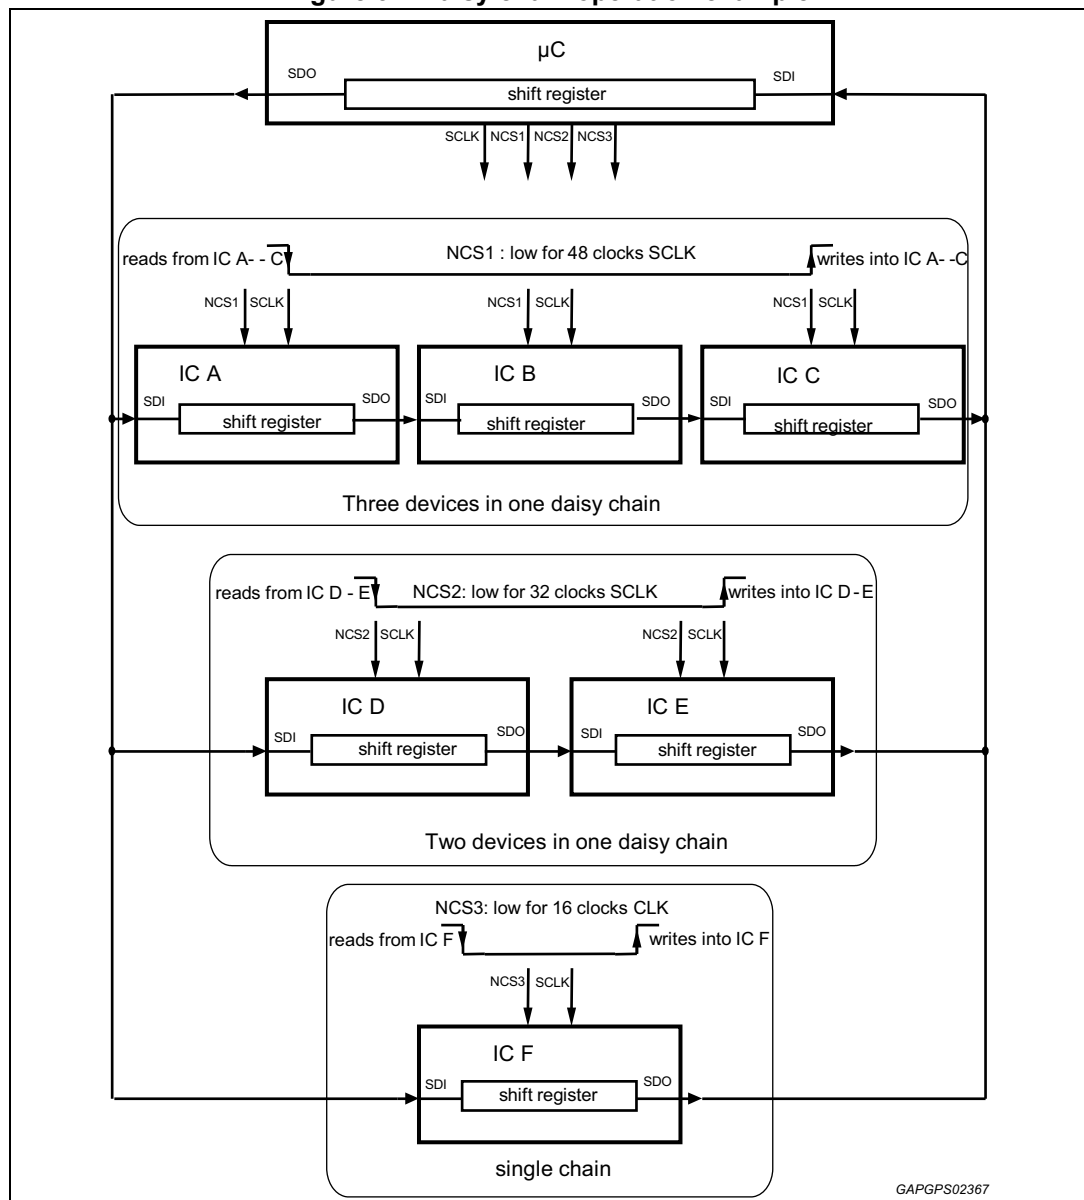 µC
SDO
SDI
shift register
SCLK NCS1 NCS2 NCS3
reads from IC A- - C
NCS1 : low for 48 clocks SCLK
writes into IC A- -C
NCS1 SCLK
NCS1 SCLK
NCS1 SCLK
IC A
IC B
IC C
SDI
SDO
SDI
SDO
SDI
SDO
shift register
shift register
shift register
Three devices in one daisy chain
reads from IC D - E
NCS2: low for 32 clocks SCLK
writes into IC D - E
NCS2 SCLK
NCS2 SCLK
IC D
IC E
SDI
SDO
SDI
SDO
shift register
shift register
Two devices in one daisy chain
NCS3: low for 16 clocks CLK
reads from IC F
writes into IC F
NCS3 SCLK
IC F
SDI
SDO
shift register
single chain
GAPGPS02367